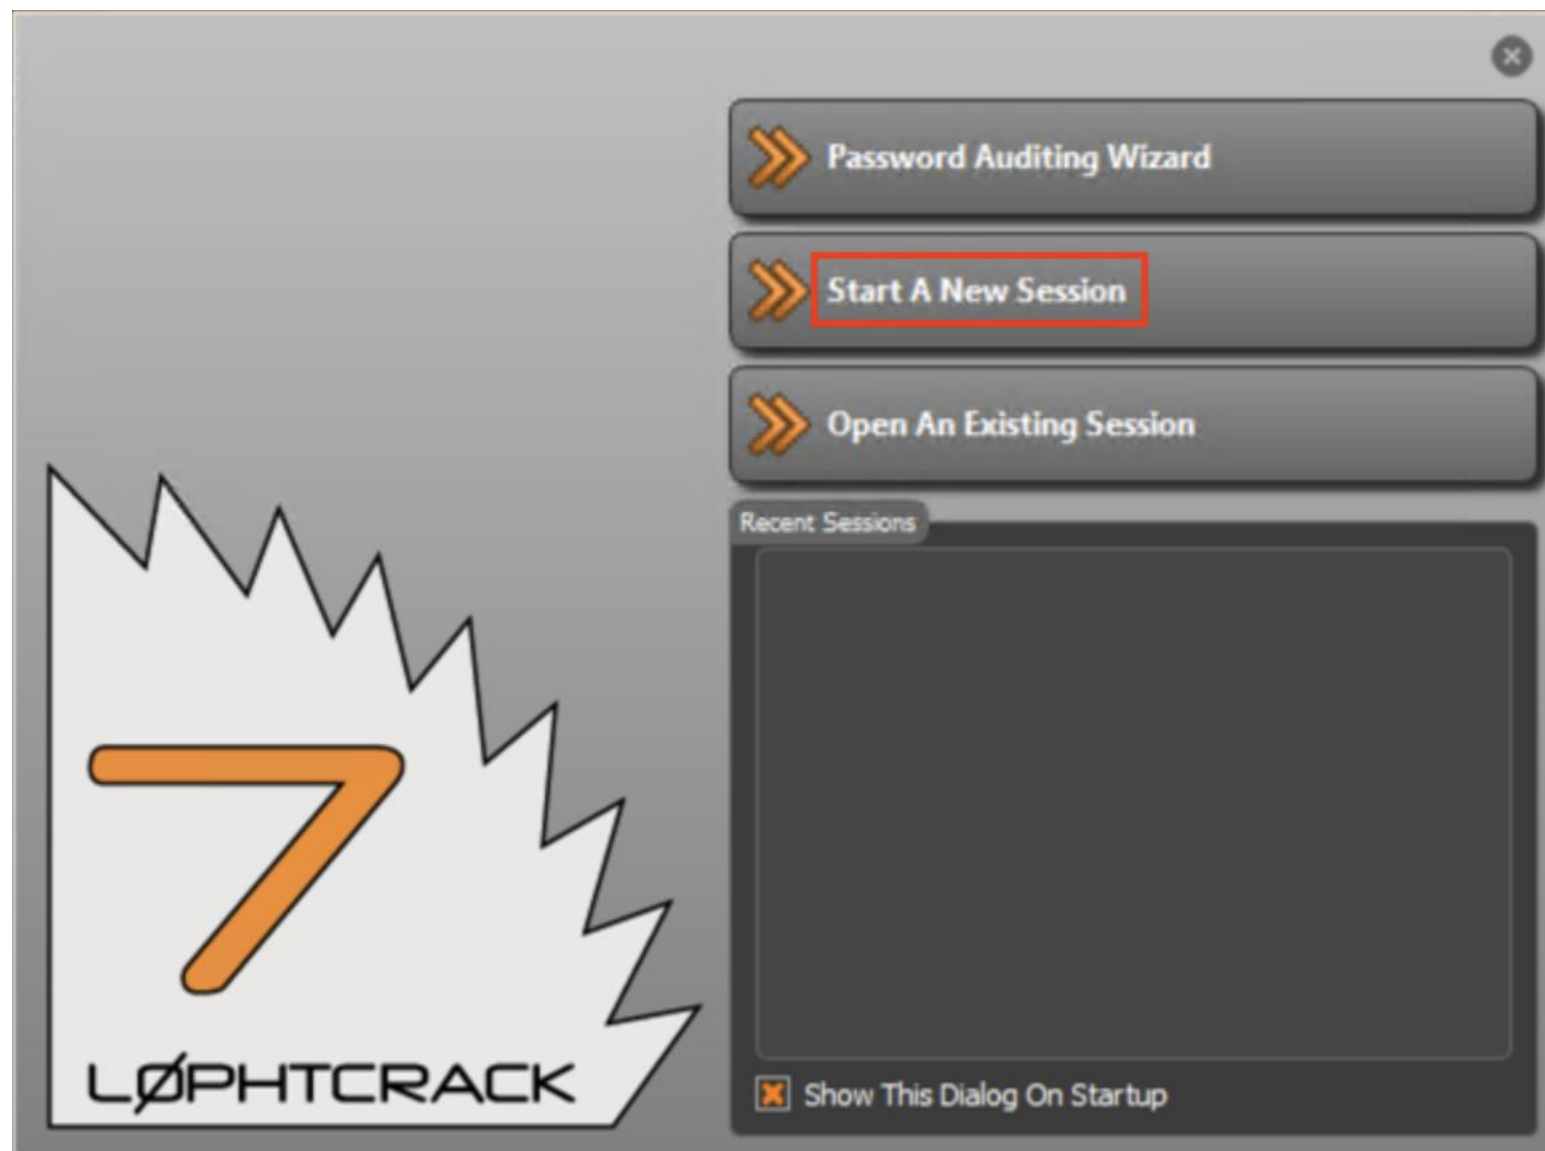 Password Auditing Wizard
Start A New Session
Open An Existing Session
Recent Sessions
7
LØPHTCRACK
Show This Dialog On Startup